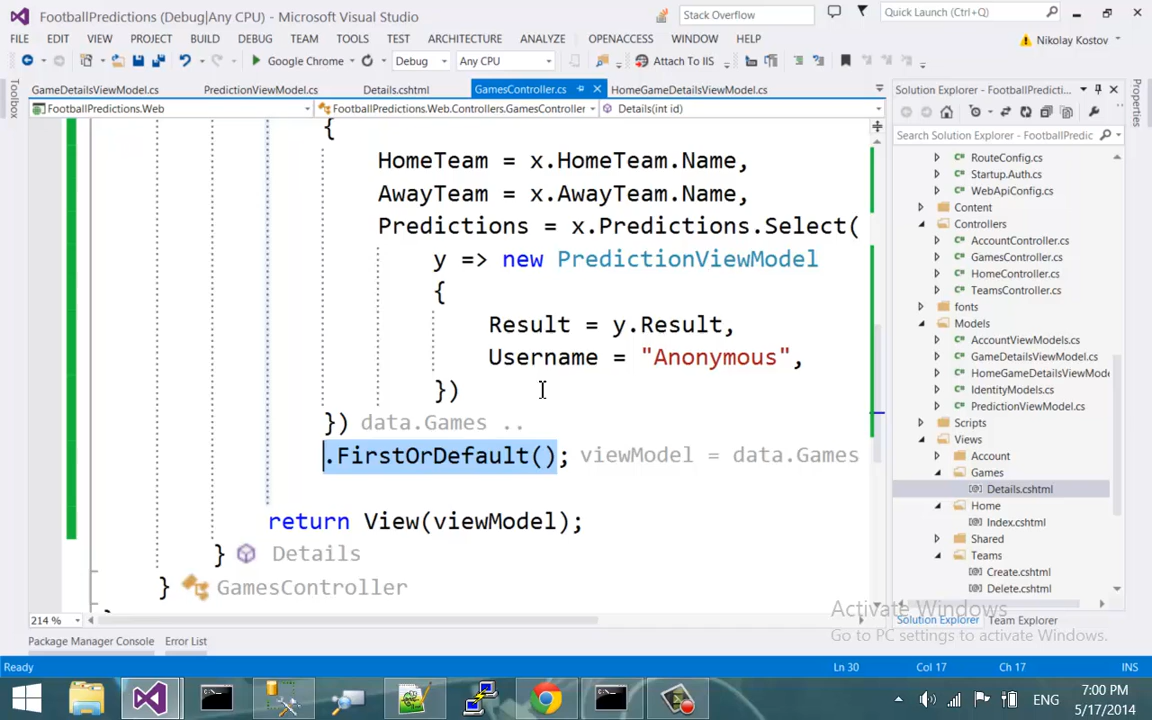 FootballPredictions (Debug|Any CPU) - Microsoft Visual Studio
Stack Overflow
Quick Launch (Ctrl+Q)
FILE EDIT VIEW PROJECT BUILD DEBUG TEAM TOOLS TEST ARCHITECTURE ANALYZE OPENACCESS WINDOW HELP
Nikolay Kostov
Google Chrome
Debug
Any CPU
Attach To IIS
Toolbox
GameDetailsViewModel.cs PredictionViewModel.cs Details.cshtml GamesController.cs HomeGameDetailsViewModel.cs
FootballPredictions.Web FootballPredictions.Web.Controllers.GamesController Details(int id)
{
HomeTeam = x.HomeTeam.Name,
AwayTeam = x.AwayTeam.Name,
Predictions = x.Predictions.Select(
y => new PredictionViewModel
{
Result = y.Result,
Username = "Anonymous",
})
}) data.Games ..
.FirstOrDefault(); viewModel = data.Games
return View(viewModel);
} Details
} GamesController
214 %
Solution Explorer - FootballPredicti...
Search Solution Explorer - FootballPredic
RouteConfig.cs
Startup.Auth.cs
WebApiConfig.cs
Content
Controllers
AccountController.cs
GamesController.cs
HomeController.cs
TeamsController.cs
fonts
Models
AccountViewModels.cs
GameDetailsViewModel.cs
HomeGameDetailsViewMode
IdentityModels.cs
PredictionViewModel.cs
Scripts
Views
Account
Games
Details.cshtml
Home
Index.cshtml
Shared
Teams
Create.cshtml
Delete.cshtml
Solution Explorer Team Explorer
Properties
Activate Windows
Go to PC settings to activate Windows.
Package Manager Console Error List
Ready
Ln 30 Col 17 Ch 17 INS
ENG
7:00 PM
5/17/2014